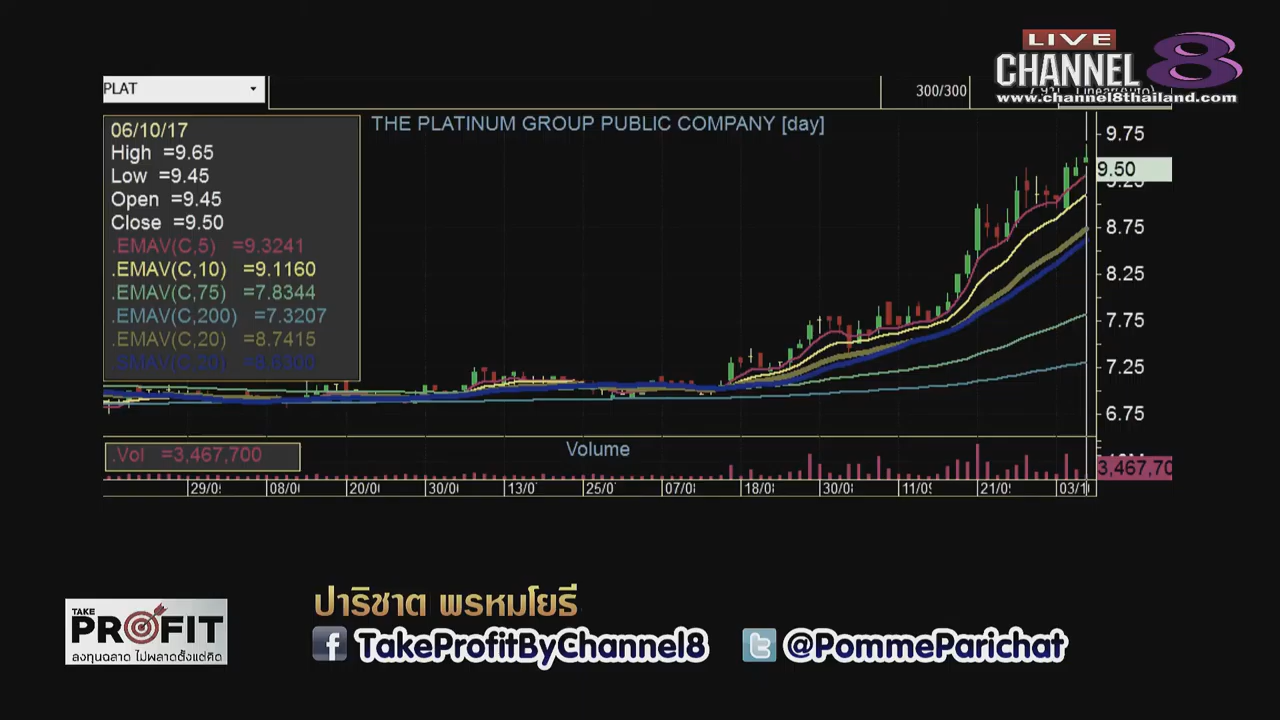 LIVE
CHANNEL 8
www.channel8thailand.com
PLAT
300/300
THE PLATINUM GROUP PUBLIC COMPANY [day]
06/10/17
High =9.65
Low =9.45
Open =9.45
Close =9.50
.EMAV(C,5) =9.3241
.EMAV(C,10) =9.1160
.EMAV(C,75) =7.8344
.EMAV(C,200) =7.3207
.EMAV(C,20) =8.7415
9.75
9.50
9.25
8.75
8.25
7.75
7.25
6.75
Volume
.Vol =3,467,700
3,467,70
29/0 08/0 20/0 30/0 13/0 25/0 07/0 18/0 30/0 11/0 21/0 03/1
TAKE
PROFIT
ลงทุนฉลาด ไม่พลาดตั้งแต่คิด
ปาริชาต พรหมโยธี
TakeProfitByChannel8
@PommeParichat